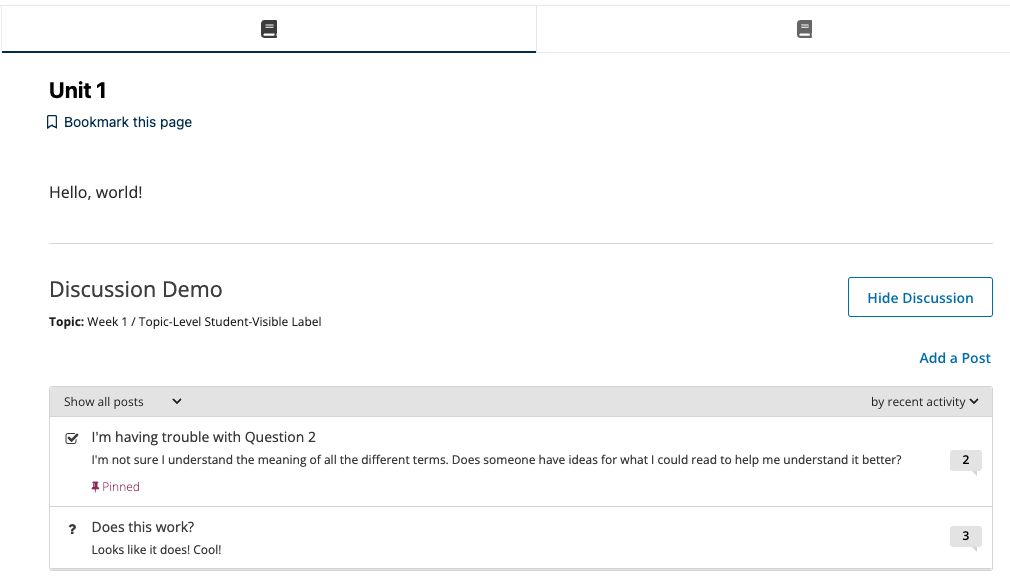 Unit 1
Bookmark this page
Hello, world!
Discussion Demo
Hide Discussion
Topic: Week 1 / Topic-Level Student-Visible Label
Add a Post
Show all posts
by recent activity
I'm having trouble with Question 2
I'm not sure I understand the meaning of all the different terms. Does someone have ideas for what I could read to help me understand it better?
2
Pinned
? Does this work?
Looks like it does! Cool!
3